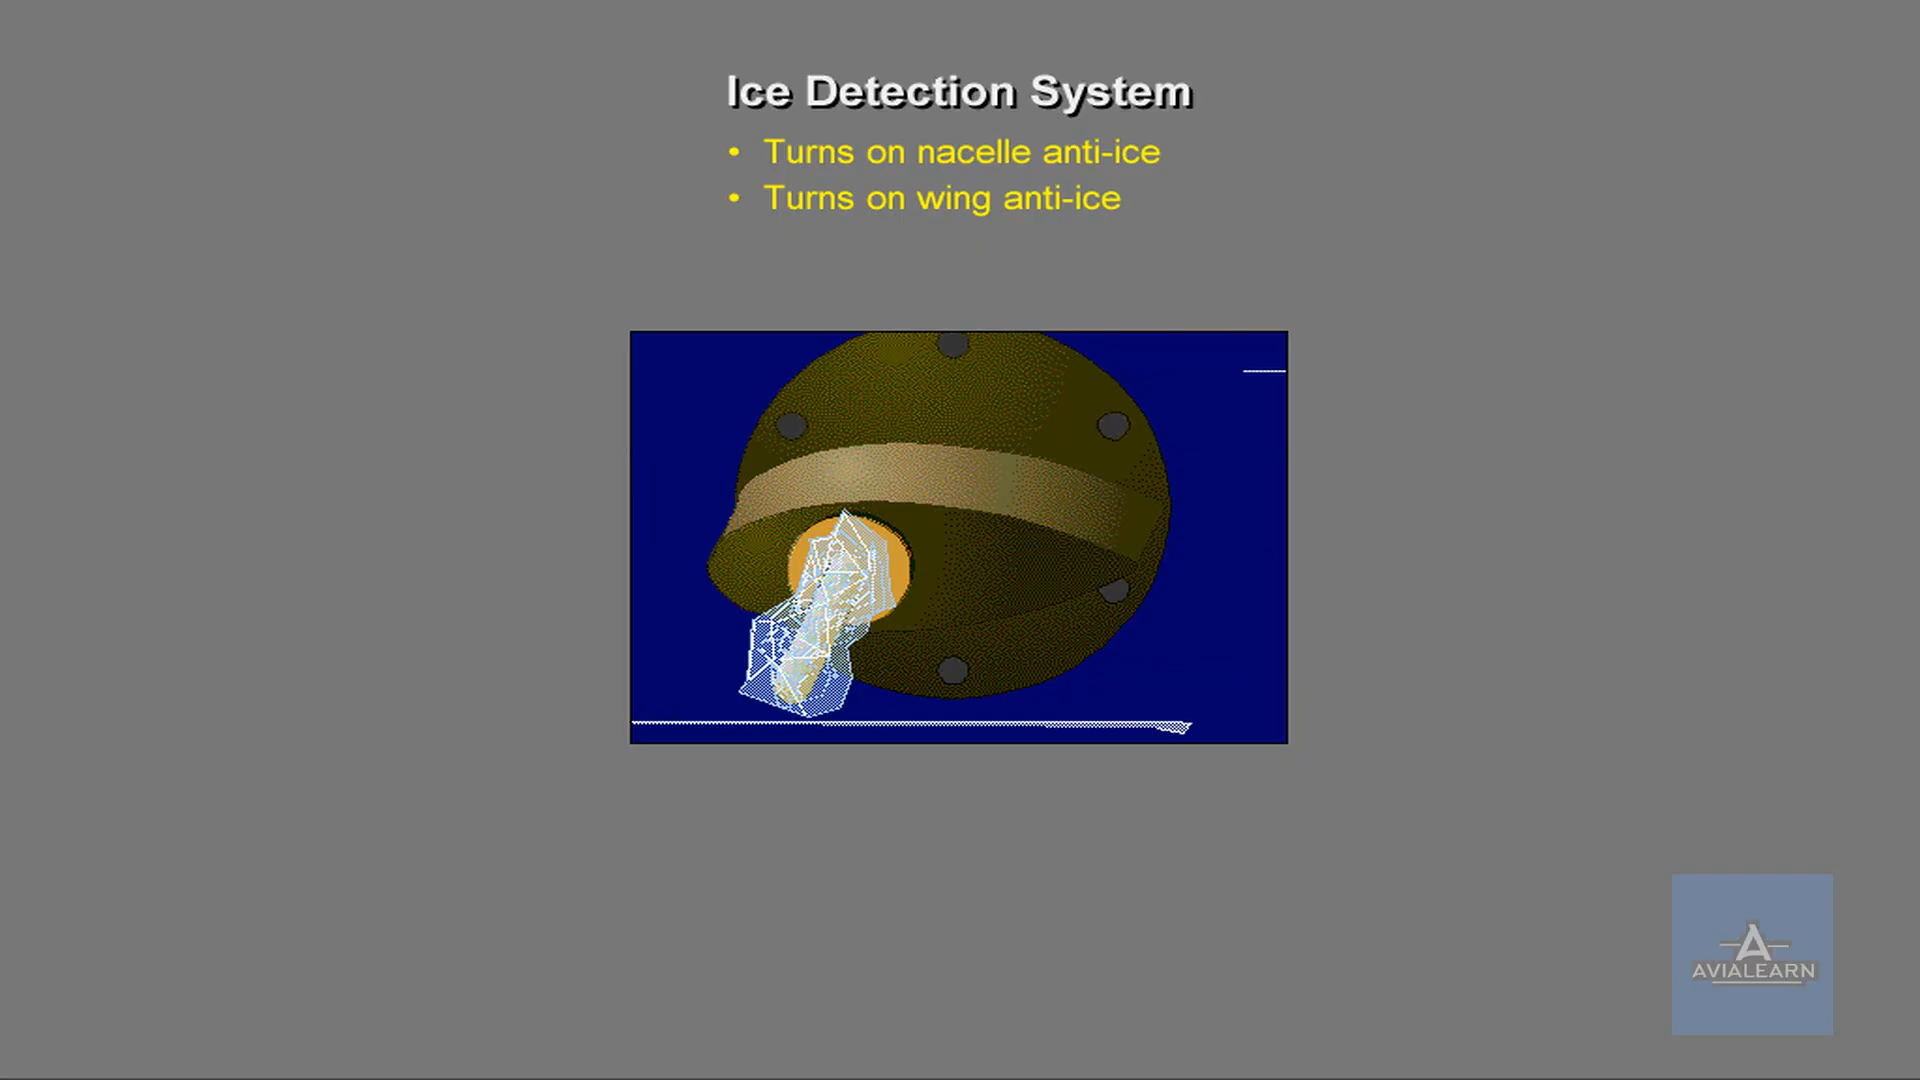 Ice Detection System
• Turns on nacelle anti-ice
• Turns on wing anti-ice
AVIALEARN